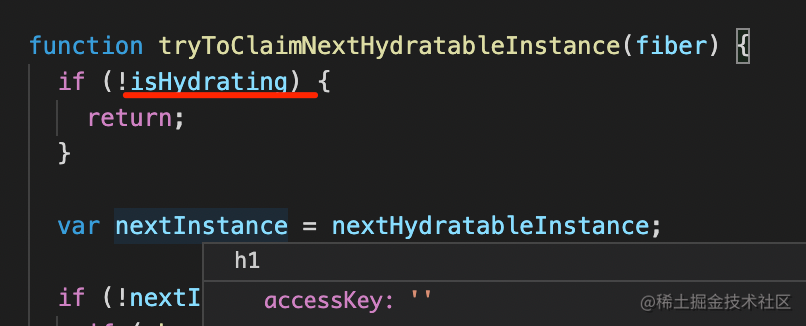 function tryToClaimNextHydratableInstance(fiber) {
if (!isHydrating) {
return;
}
var nextInstance = nextHydratableInstance;
h1
if (!nextI
accessKey: ''
@稀土掘金技术社区